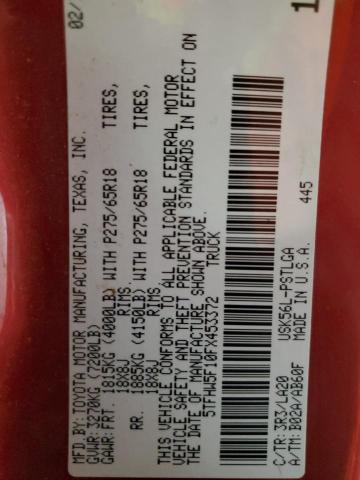 02/
MFD.BY:TOYOTA MOTOR MANUFACTURING, TEXAS, INC.
GVWR:3270KG(7200LB)
GAWR:FRT. 1815KG(4000LB) WITH P275/65R18 TIRES,
18X8J RIMS
RR. 1885KG(4150LB) WITH P275/65R18 TIRES,
18X8J RIMS
THIS VEHICLE CONFORMS TO ALL APPLICABLE FEDERAL MOTOR
VEHICLE SAFETY AND THEFT PREVENTION STANDARDS IN EFFECT ON
THE DATE OF MANUFACTURE SHOWN ABOVE.
5TFHW5F10FX453372 TRUCK
1
445
C/TR: 3R3/LA20 USK56L-PSTLGA
A/TM: B02A/AB60F MADE IN U.S.A.